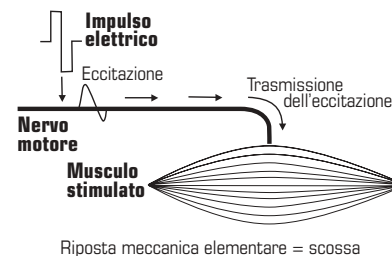 Impulso
elettrico
Eccitazione
Trasmissione
dell'eccitazione
Nervo
motore
Musculo
stimulato
Riposta meccanica elementare = scossa